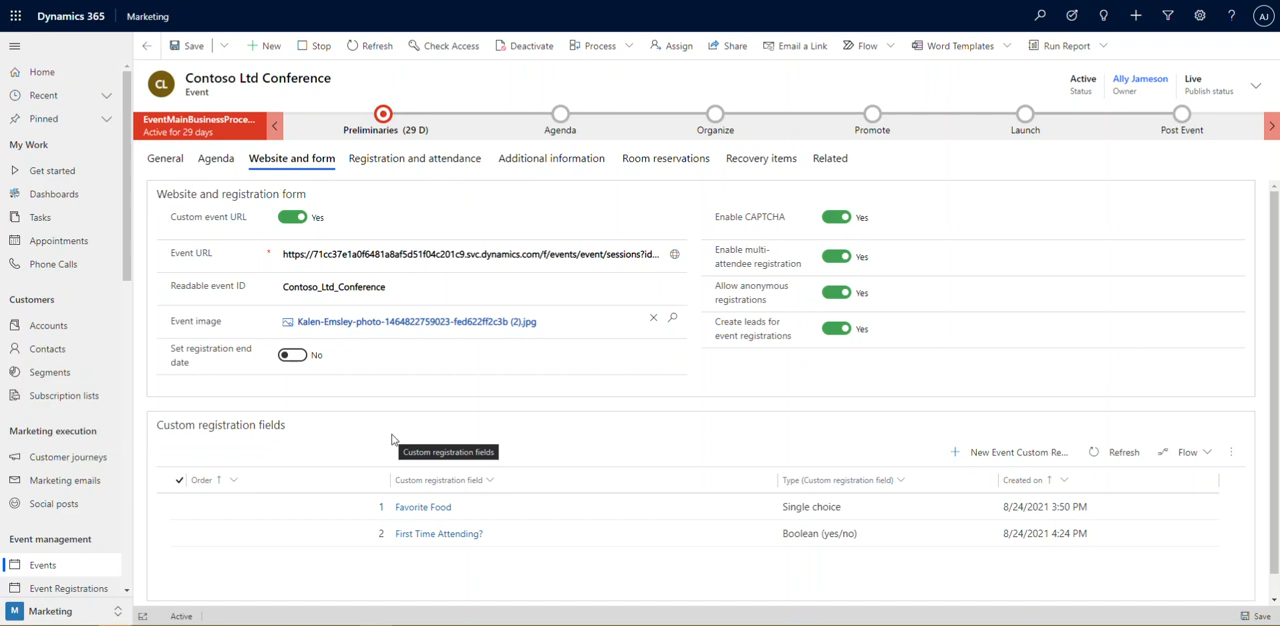 Dynamics 365 Marketing ? AJ
Save New Stop Refresh Check Access Deactivate Process Assign Share Email a Link Flow Word Templates Run Report
Home
Recent
Pinned
My Work
Get started
Dashboards
Tasks
Appointments
Phone Calls
Customers
Accounts
Contacts
Segments
Subscription lists
Marketing execution
Customer journeys
Marketing emails
Social posts
Event management
Events
Event Registrations
M Marketing
CL Contoso Ltd Conference
Event
Active Ally Jameson Live
Status Owner Publish status
EventMainBusinessProce...
Active for 29 days
Preliminaries (29 D) Agenda Organize Promote Launch Post Event
General Agenda Website and form Registration and attendance Additional information Room reservations Recovery items Related
Website and registration form
Custom event URL Yes
Event URL * https://71cc37e1a0f6481a8af5d51f04c201c9.svc.dynamics.com/f/events/event/sessions?id...
Readable event ID Contoso_Ltd_Conference
Event image Kalen-Emsley-photo-1464822759023-fed622ff2c3b (2).jpg
Set registration end
date No
Enable CAPTCHA Yes
Enable multi-
attendee registration Yes
Allow anonymous
registrations Yes
Create leads for
event registrations Yes
Custom registration fields
Custom registration fields
New Event Custom Re... Refresh Flow
Order Custom registration field Type (Custom registration field) Created on
1 Favorite Food Single choice 8/24/2021 3:50 PM
2 First Time Attending? Boolean (yes/no) 8/24/2021 4:24 PM
Active Save